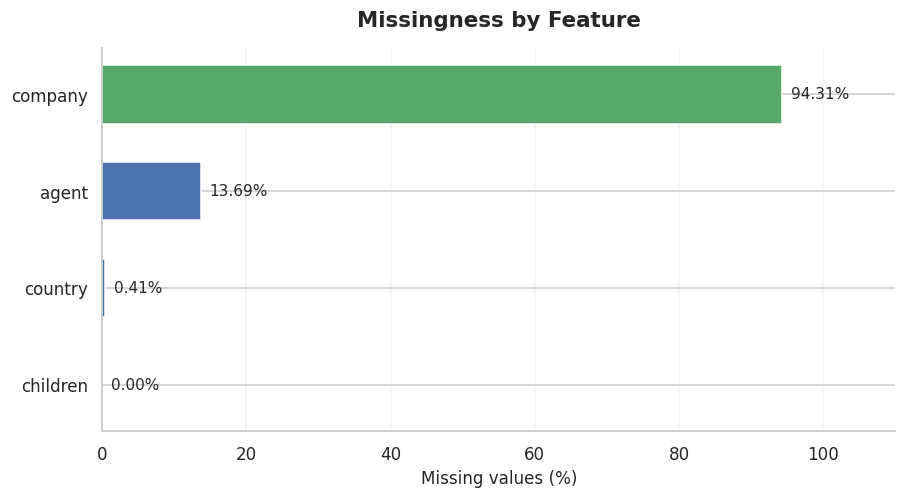 Missingness by Feature
company 94.31%
agent 13.69%
country 0.41%
children 0.00%
0 20 40 60 80 100
Missing values (%)